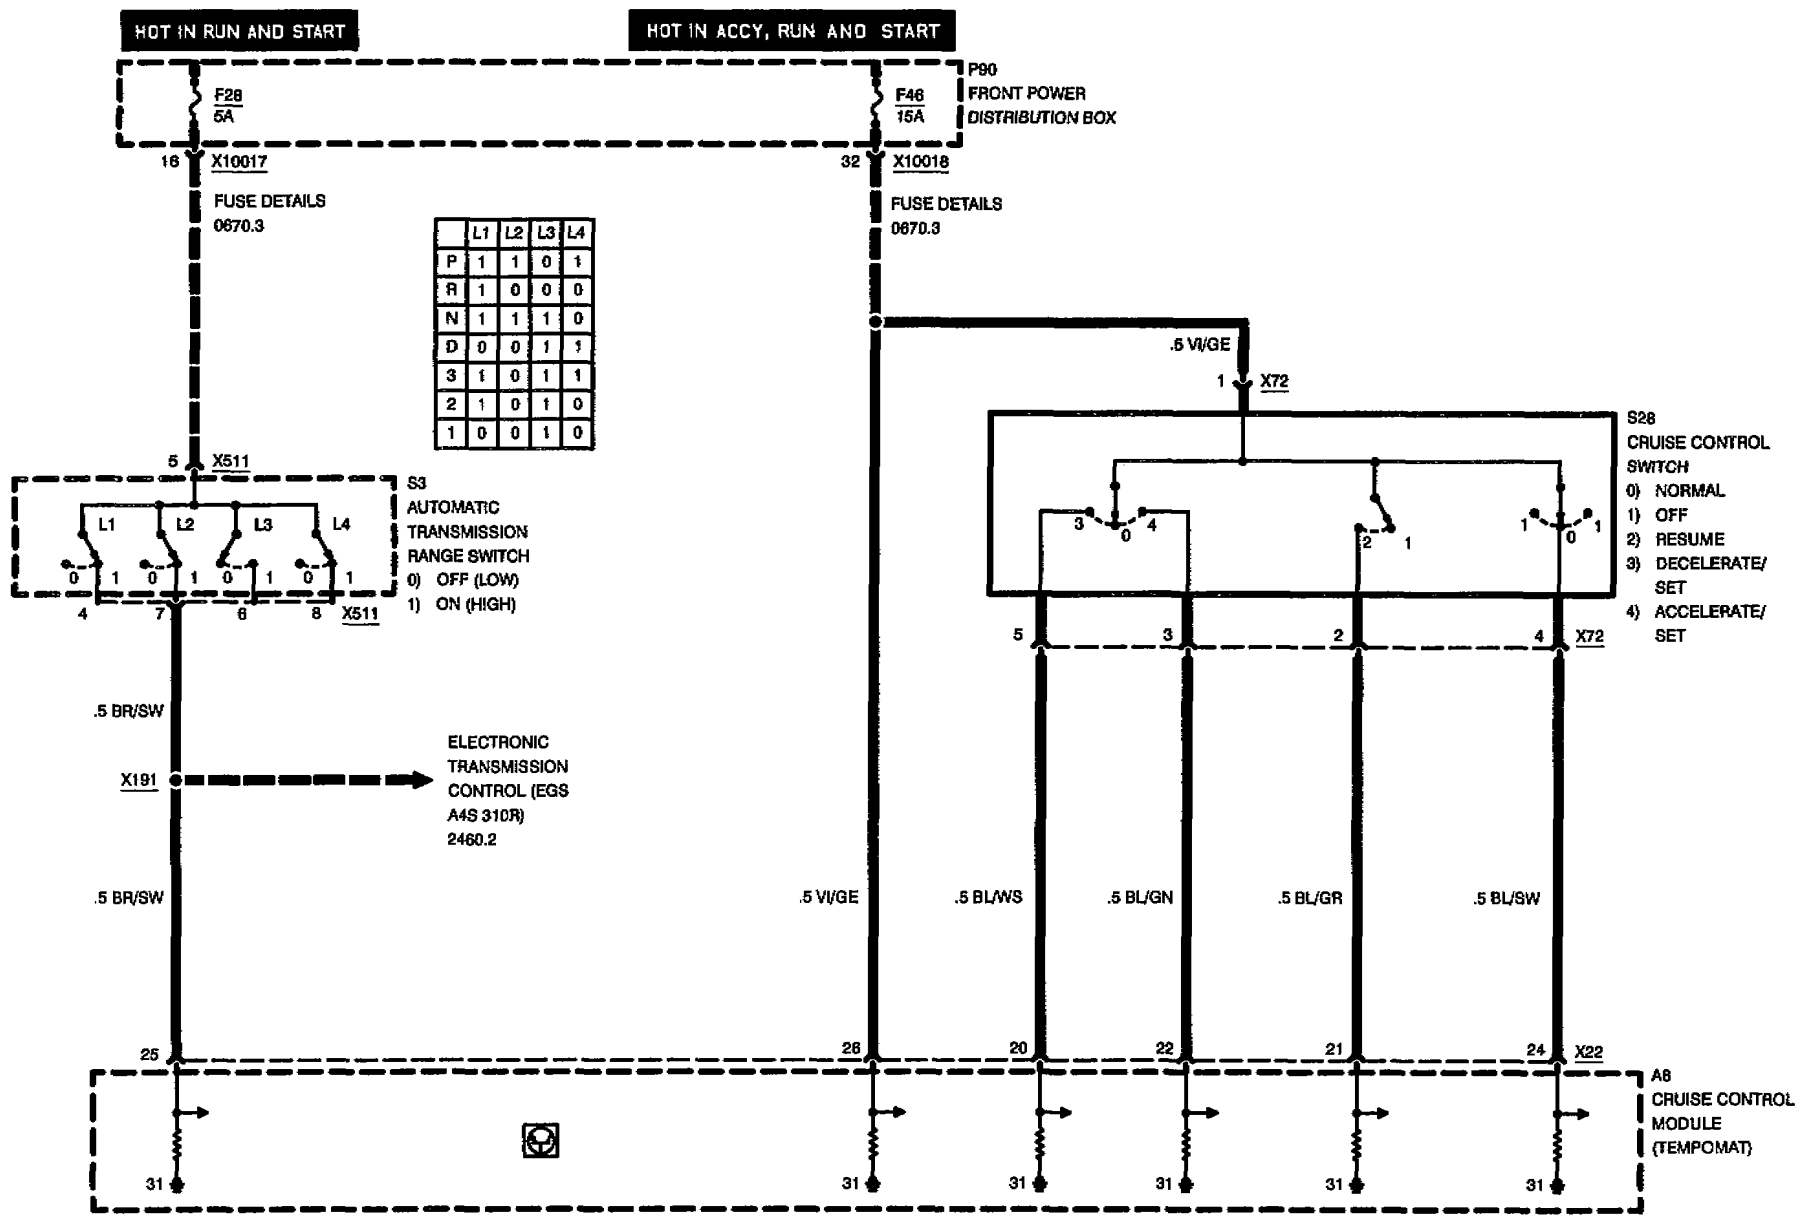 HOT IN RUN AND START
HOT IN ACCY, RUN AND START
F28
5A
F46
15A
P90
FRONT POWER
DISTRIBUTION BOX
16 X10017
32 X10018
FUSE DETAILS
0670.3
FUSE DETAILS
0670.3
L1 L2 L3 L4
P 1 1 0 1
R 1 0 0 0
N 1 1 1 0
D 0 0 1 1
3 1 0 1 1
2 1 0 1 0
1 0 0 1 0
.5 VI/GE
1 X72
5 X511
S3
AUTOMATIC
TRANSMISSION
RANGE SWITCH
0) OFF (LOW)
1) ON (HIGH)
L1 L2 L3 L4
0 1 0 1 0 1 0 1
4 7 6 8 X511
S28
CRUISE CONTROL
SWITCH
0) NORMAL
1) OFF
2) RESUME
3) DECELERATE/
SET
4) ACCELERATE/
SET
3 0 4
2 1
1 0 1
5 3 2 4 X72
.5 BR/SW
X191
ELECTRONIC
TRANSMISSION
CONTROL (EGS
A4S 310R)
2460.2
.5 BR/SW
.5 VI/GE
.5 BL/WS
.5 BL/GN
.5 BL/GR
.5 BL/SW
25 26 20 22 21 24 X22
A6
CRUISE CONTROL
MODULE
(TEMPOMAT)
31 31 31 31 31 31